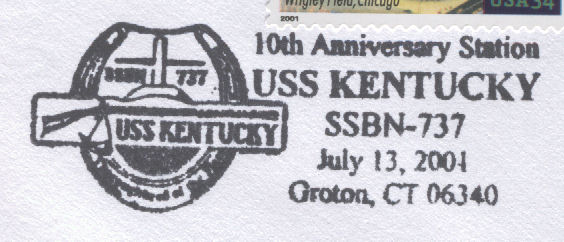 Wrigley Field, Chicago
USA34
2001
10th Anniversary Station
USS KENTUCKY
SSBN-737
July 13, 2001
Groton, CT 06340
SSBN 737
USS KENTUCKY